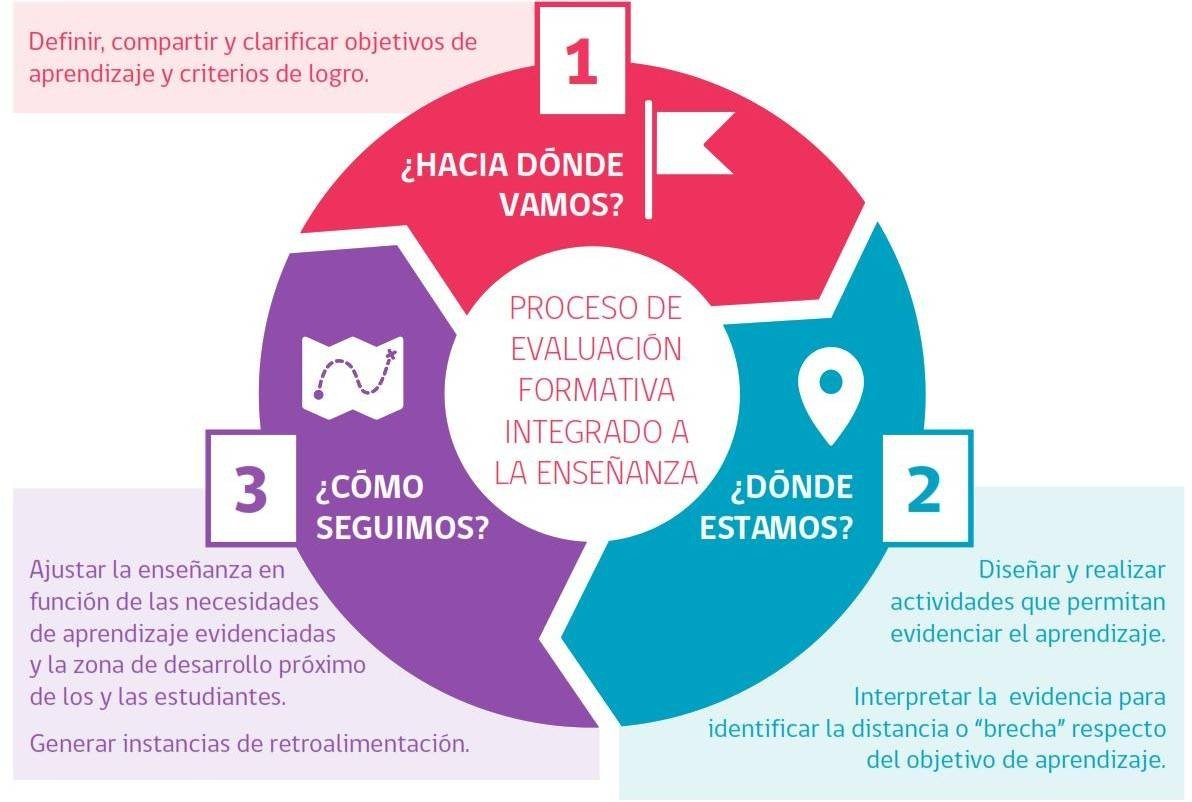 Definir, compartir y clarificar objetivos de
aprendizaje y criterios de logro.
1
¿HACIA DÓNDE
VAMOS?
PROCESO DE
EVALUACIÓN
FORMATIVA
INTEGRADO A
LA ENSEÑANZA
2
¿DÓNDE
ESTAMOS?
Diseñar y realizar
actividades que permitan
evidenciar el aprendizaje.
Interpretar la  evidencia para
identificar la distancia o “brecha” respecto
del objetivo de aprendizaje.
3
¿CÓMO
SEGUIMOS?
Ajustar la enseñanza en
función de las necesidades
de aprendizaje evidenciadas
y la zona de desarrollo próximo
de los y las estudiantes.
Generar instancias de retroalimentación.